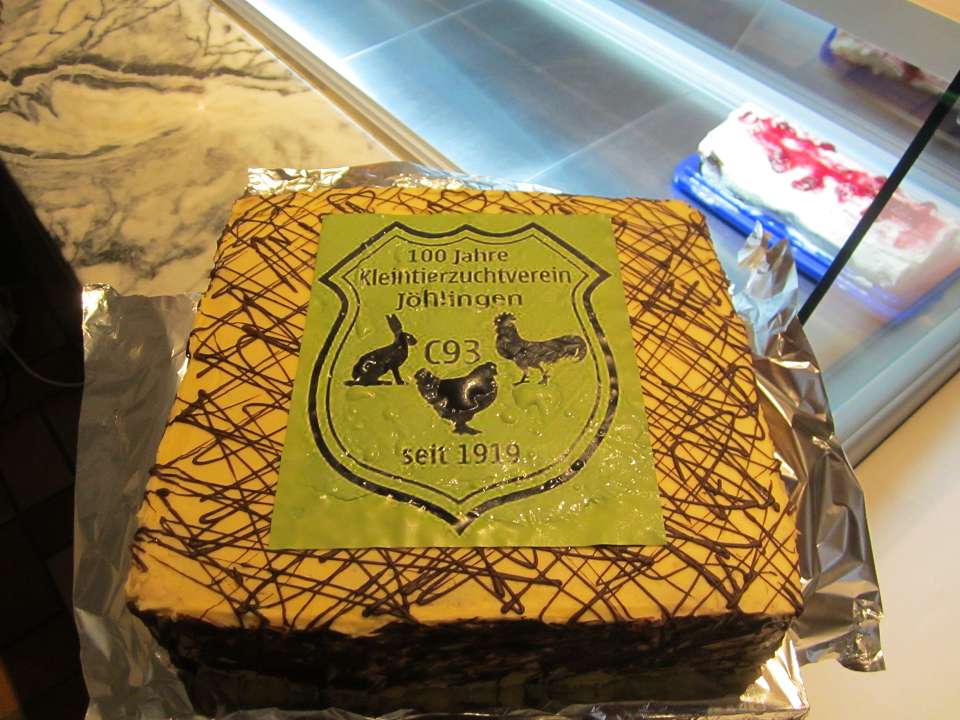 100 Jahre
Kleintierzuchtverein
Jöhlingen
C93
seit 1919